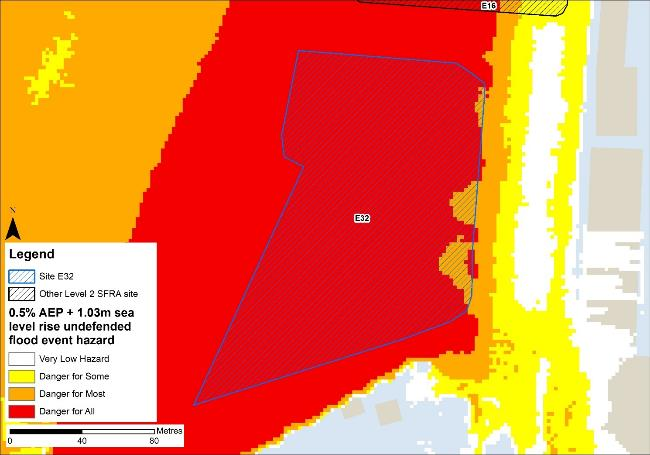 E16
E32
N
Legend
Site E32
Other Level 2 SFRA site
0.5% AEP + 1.03m sea
level rise undefended
flood event hazard
Very Low Hazard
Danger for Some
Danger for Most
Danger for All
0 40 80 Metres